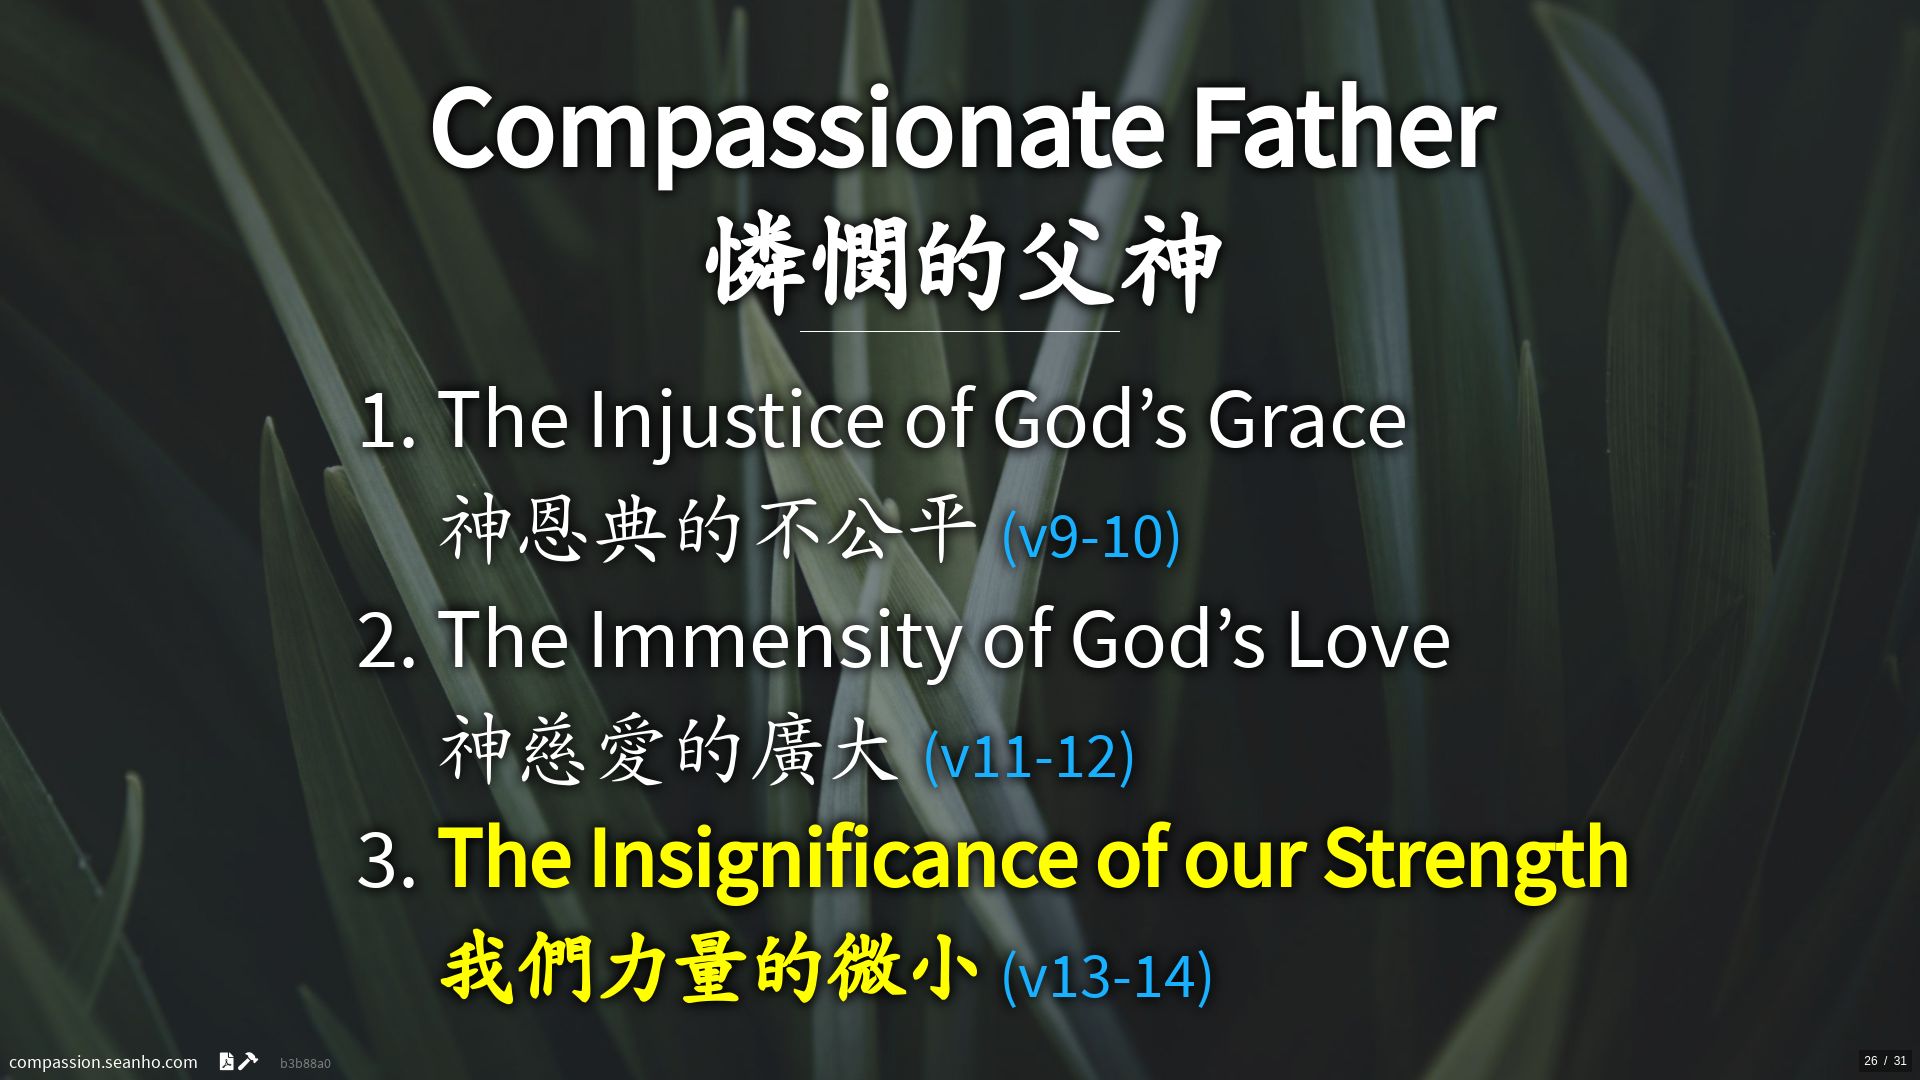 Compassionate Father
憐憫的父神
1. The Injustice of God’s Grace
神恩典的不公平 (v9-10)
2. The Immensity of God’s Love
神慈愛的廣大 (v11-12)
3. The Insignificance of our Strength
我們力量的微小 (v13-14)
compassion.seanho.com b3b88a0
26 / 31